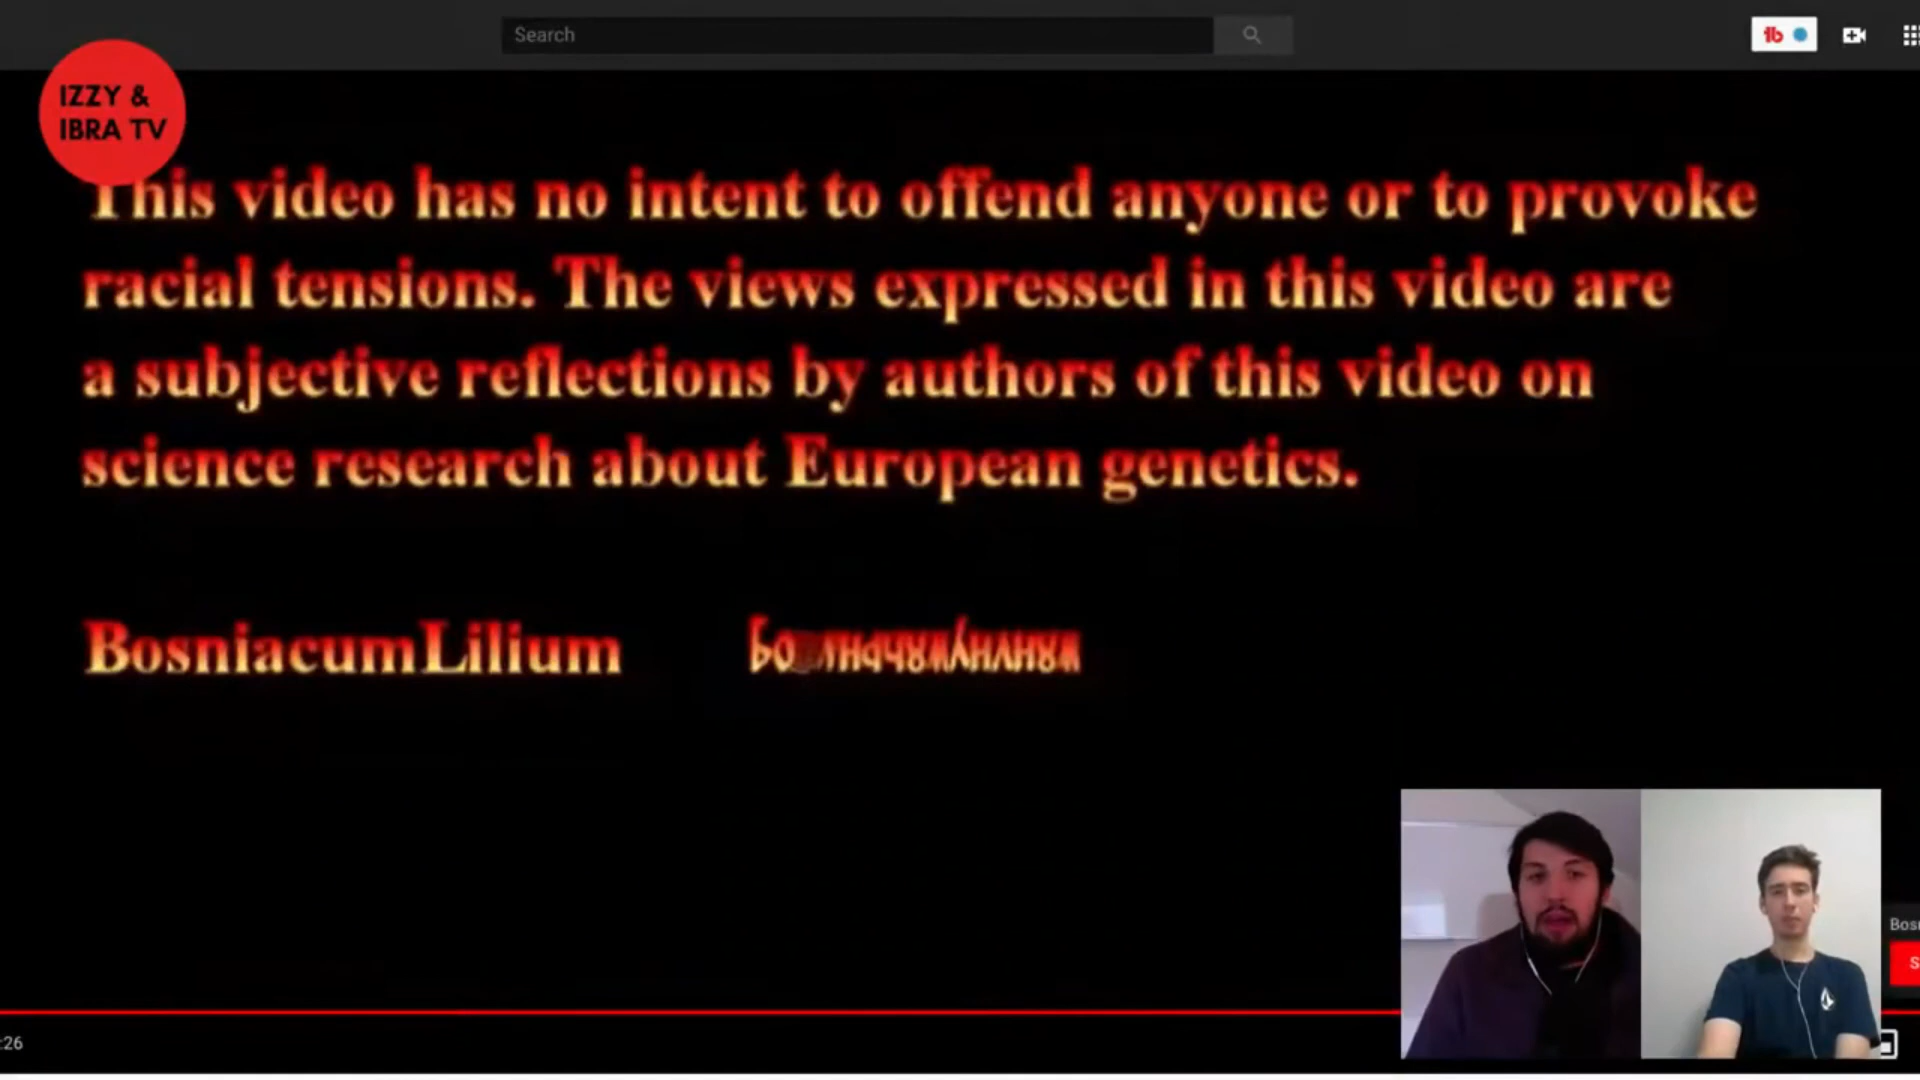 Search
IZZY &
IBRA TV
This video has no intent to offend anyone or to provoke
racial tensions. The views expressed in this video are
a subjective reflections by authors of this video on
science research about European genetics.
BosniacumLilium
:26